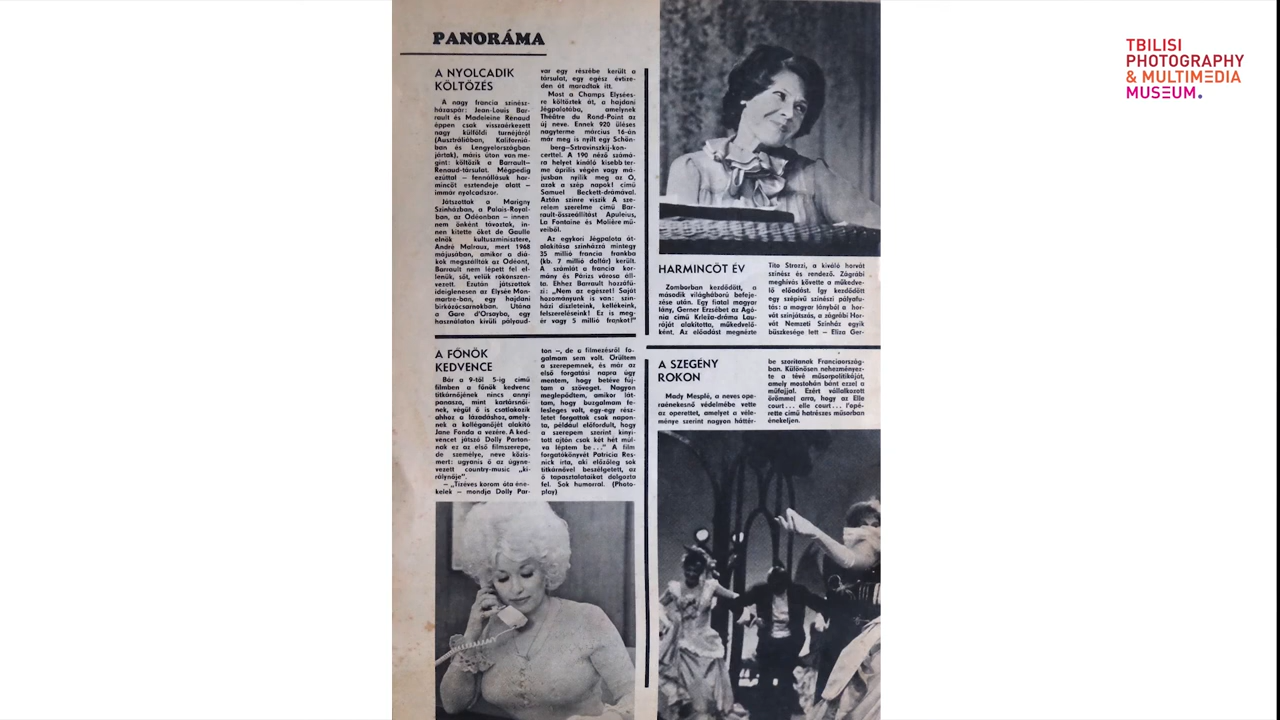 PANORÁMA
A NYOLCADIK
KÖLTÖZÉS
A nagy francia színész-
házaspár: Jean-Louis Bar-
rault és Madeleine Renaud
éppen csak visszaérkezett
nagy külföldi turnéjáról
(Ausztráliában, Kaliforniá-
ban és Lengyelországban
jártak), máris úton van me-
gint: költözik a Barrault—
Renaud-társulat. Mégpedig
ezúttal — fennállásuk har-
mincöt esztendeje alatt —
immár nyolcadszor.
Játszottak a Marigny
Színházban, a Palais-Royal-
ban, az Odéonban — innen
nem önként távoztak, in-
nen kitette őket de Gaulle
elnök kultuszminisztere,
André Malraux, mert 1968
májusában, amikor a diá-
kok megszállták az Odéont,
Barrault nem lépett fel el-
lenük, sőt, velük rokonszen-
vezett. Ezután játszottak
ideiglenesen az Elysée Mon-
martre-ban, egy hajdani
birkózócsarnokban. Utána
a Gare d'Orsayba, egy
használaton kívüli pályaud-
var egy részébe került a
társulat, egy egész évtize-
den át maradtak itt.
Most a Champs Elysées-
re költöztek át, a hajdani
Jégpalotába, amelynek
Théâtre du Rond-Point az
új neve. Ennek 920 üléses
nagyterme március 16-án
már meg is nyílt egy Schön-
berg—Sztravinszkij-kon-
certtel. A 190 néző számá-
ra helyet kínáló kisebb ter-
me április végén vagy má-
jusban nyílik meg az Ó,
azok a szép napok! című
Samuel Beckett-drámával.
Aztán színre viszik A sze-
relem szerelme című Bar-
rault-összeállítást Apuleius,
La Fontaine és Molière mű-
veiből.
Az egykori Jégpalota át-
alakítása színházzá mintegy
35 millió francia frankba
(kb. 7 millió dollár) került.
A számlát a francia kor-
mány és Párizs városa áll-
ta. Ehhez Barrault hozzáfű-
zi: „Nem az egészet! Saját
hozományunk is van: szín-
házi díszleteink, kellékeink,
felszereléseink! Ez is meg-
ér vagy 5 millió frankot!"
HARMINCÖT ÉV
Zomborban kezdődött, a
második világháború befeje-
zése után. Egy fiatal magyar
lány, Gerner Erzsébet az Agó-
nia című Krleža-dráma Lau-
ráját alakította, műkedvelő-
ként. Az előadást megnézte
Tito Strozzi, a kiváló horvát
színész és rendező. Zágrábi
meghívás követte a műkedve-
lő előadást. Így kezdődött
egy szépívű színészi pályafu-
tás: a magyar lányból a hor-
vát színjátszás, a zágrábi Hor-
vát Nemzeti Színház egyik
büszkesége lett — Eliza Ger-
A FŐNÖK
KEDVENCE
Bár a 9-től 5-ig című
filmben a főnök kedvenc
titkárnőjének nincs annyi
panasza, mint kartársnői-
nek, végül ő is csatlakozik
ahhoz a lázadáshoz, amely-
nek a kolléganőjét alakító
Jane Fonda a vezére. A ked-
vencet játszó Dolly Parton-
nak ez az első filmszerepe,
de személye, neve közis-
mert: ugyanis ő az úgyne-
vezett country-music „ki-
rálynője".
— „Tízéves korom óta éne-
kelek — mondja Dolly Par-
ton —, de a filmezésről fo-
galmam sem volt. Örültem
a szerepemnek, és már az
első forgatási napra úgy
mentem, hogy betéve fúj-
tam a szöveget. Nagyon
meglepődtem, amikor lát-
tam, hogy buzgalmam fe-
lesleges volt, egy-egy rész-
letet forgattak csak napon-
ta, például előfordult, hogy
a szerepem szerint kinyi-
tott ajtón csak két hét múl-
va léptem be..." A film
forgatókönyvét Patricia Res-
nick írta, aki előzőleg sok
titkárnővel beszélgetett, az
ő tapasztalataikat dolgozta
fel. Sok humorral. (Photo-
play)
A SZEGÉNY
ROKON
Mady Mesplé, a neves ope-
raénekesnő védelmébe vette
az operettet, amelyet a véle-
ménye szerint nagyon háttér-
be szorítanak Franciaország-
ban. Különösen nehezményez-
te a tévé műsorpolitikáját,
amely mostohán bánt ezzel a
műfajjal. Ezért vállalkozott
örömmel arra, hogy az Elle
court... elle court... l'opé-
rette című hatrészes műsorban
énekeljen.
TBILISI
PHOTOGRAPHY
& MULTIMEDIA
MUSEUM.